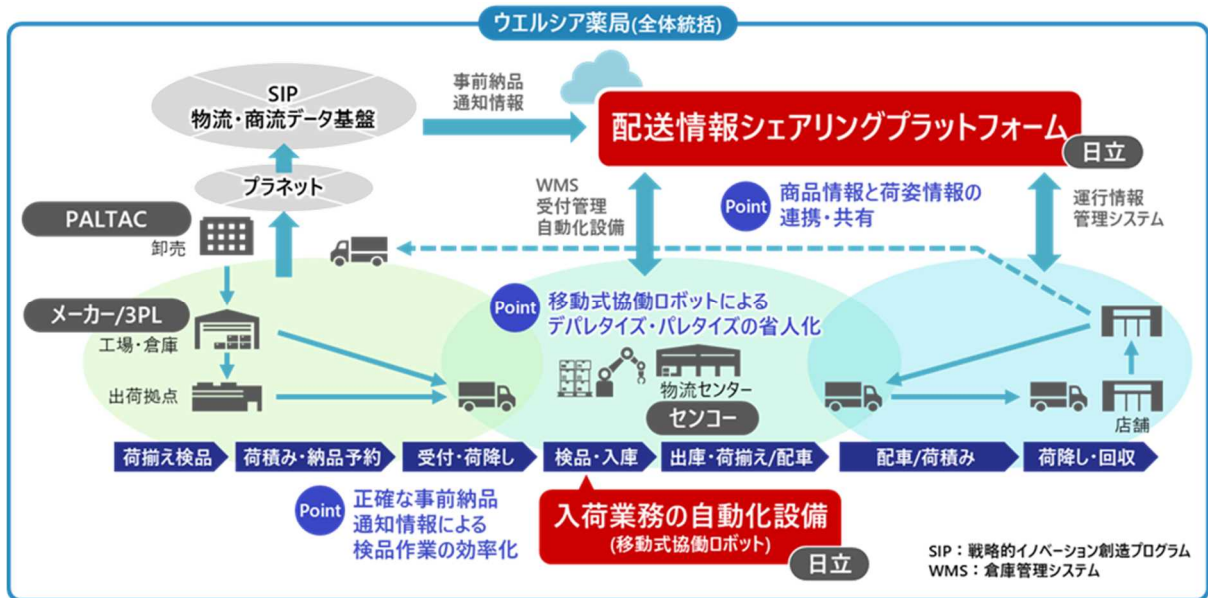 ウエルシア薬局(全体統括)
SIP
物流・商流データ基盤
プラネット
事前納品
通知情報
配送情報シェアリングプラットフォーム
日立
WMS
受付管理
自動化設備
Point
商品情報と荷姿情報の
連携・共有
運行情報
管理システム
PALTAC
卸売
メーカー/3PL
工場・倉庫
出荷拠点
Point
移動式協働ロボットによる
デパレタイズ・パレタイズの省人化
物流センター
センコー
店舗
荷揃え検品
荷積み・納品予約
受付・荷降し
検品・入庫
出庫・荷揃え/配車
配車/荷積み
荷降し・回収
Point
正確な事前納品
通知情報による
検品作業の効率化
入荷業務の自動化設備
(移動式協働ロボット)
日立
SIP：戦略的イノベーション創造プログラム
WMS：倉庫管理システム